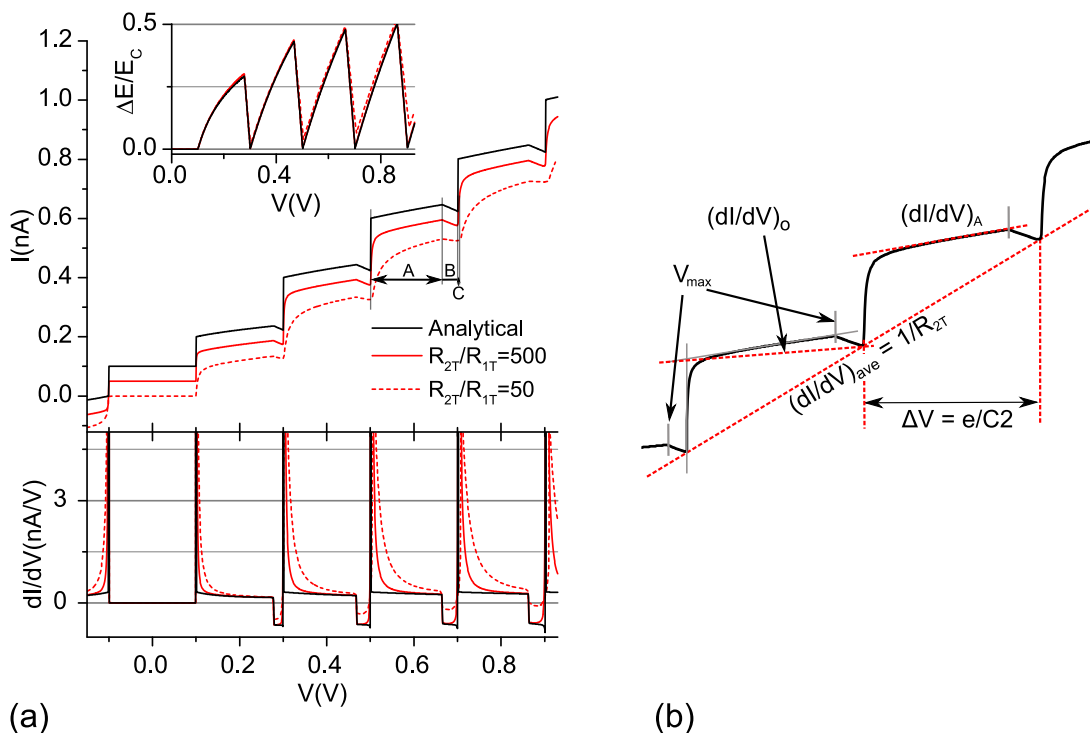 0.5
0.0
ΔE/E_C
0.0 0.4 0.8
V(V)
1.2
1.0
0.8
0.6
0.4
0.2
0.0
I(nA)
A
B
C
Analytical
R_2T/R_1T=500
R_2T/R_1T=50
3
0
dI/dV(nA/V)
0.0 0.2 0.4 0.6 0.8
V(V)
(a)
(dI/dV)_o
(dI/dV)_A
V_max
(dI/dV)_ave = 1/R_2T
ΔV = e/C2
(b)